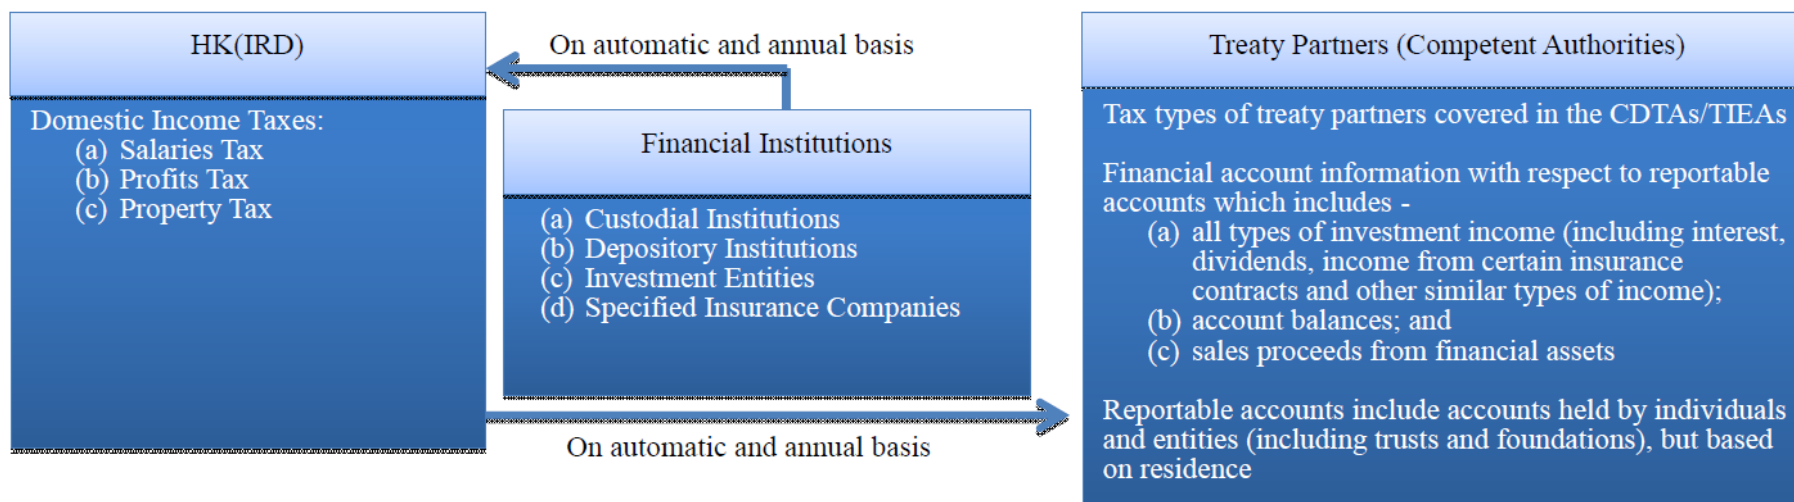 HK(IRD)
Domestic Income Taxes:
(a) Salaries Tax
(b) Profits Tax
(c) Property Tax
On automatic and annual basis
Financial Institutions
(a) Custodial Institutions
(b) Depository Institutions
(c) Investment Entities
(d) Specified Insurance Companies
On automatic and annual basis
Treaty Partners (Competent Authorities)
Tax types of treaty partners covered in the CDTAs/TIEAs
Financial account information with respect to reportable
accounts which includes -
(a) all types of investment income (including interest,
dividends, income from certain insurance
contracts and other similar types of income);
(b) account balances; and
(c) sales proceeds from financial assets
Reportable accounts include accounts held by individuals
and entities (including trusts and foundations), but based
on residence